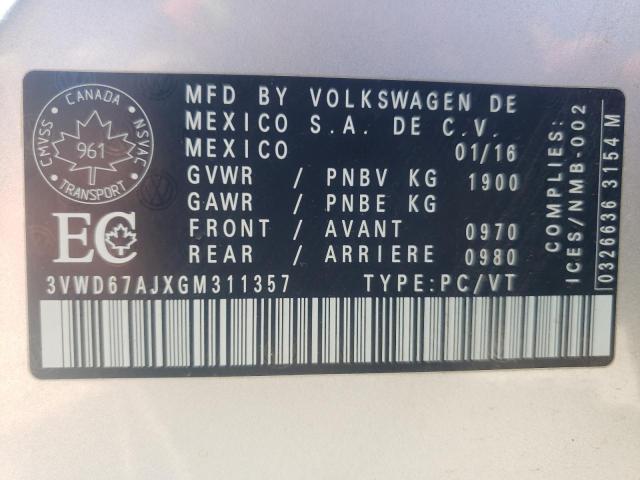 CANADA
CMVSS
NSVAC
961
TRANSPORT
EC
MFD BY VOLKSWAGEN DE
MEXICO S.A. DE C.V.
MEXICO 01/16
GVWR / PNBV KG 1900
GAWR / PNBE KG
FRONT / AVANT 0970
REAR / ARRIERE 0980
3VWD67AJXGM311357 TYPE:PC/VT
COMPLIES:
ICES/NMB-002
0326636 3154 M